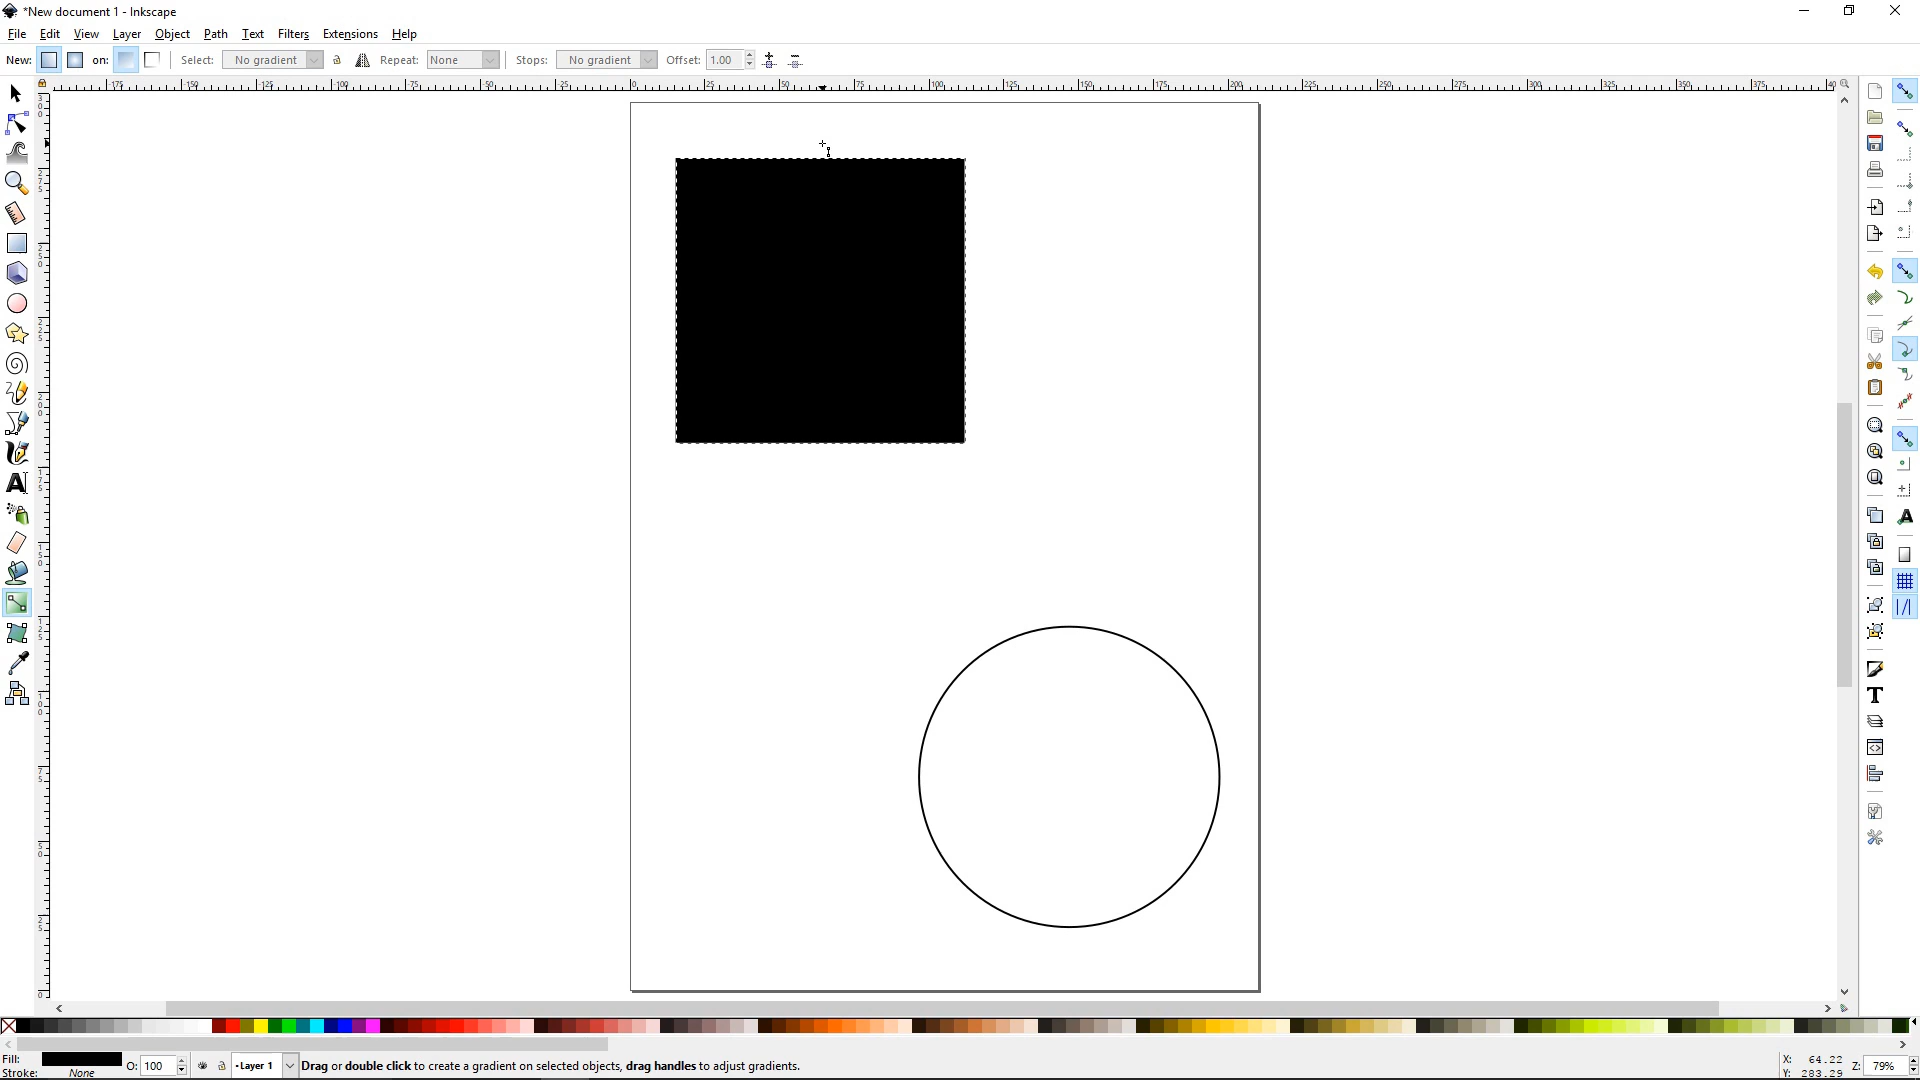 *New document 1 - Inkscape
File Edit View Layer Object Path Text Filters Extensions Help
New: on: Select: No gradient Repeat: None Stops: No gradient Offset: 1.00
Fill: O: 100 •Layer 1 Drag or double click to create a gradient on selected objects, drag handles to adjust gradients. X: 64.22 Z: 79%
Stroke: None Y: 283.29